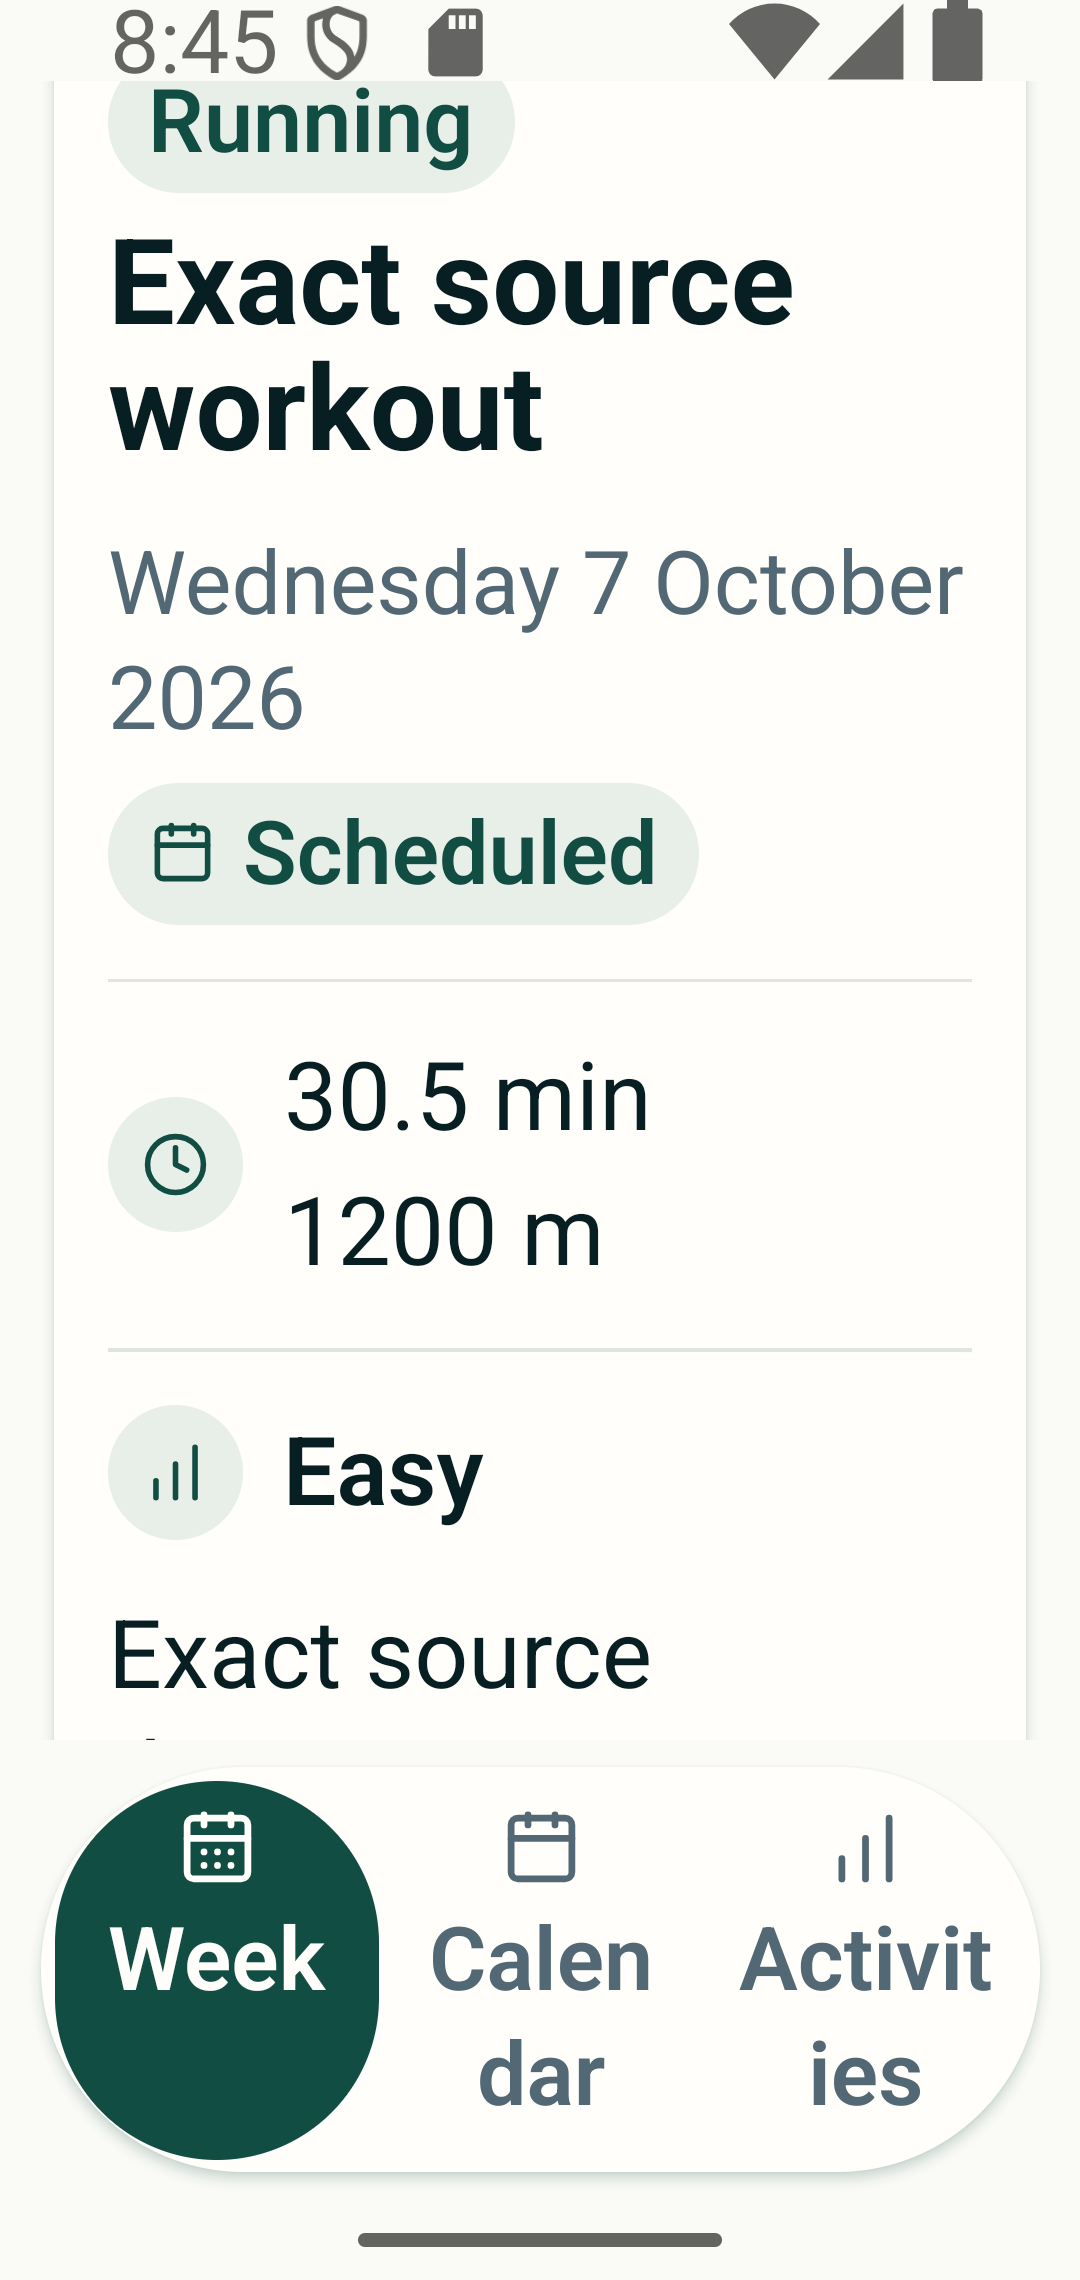 8:45
Running
Exact source
workout
Wednesday 7 October
2026
Scheduled
30.5 min
1200 m
Easy
Exact source
Week
Calen
dar
Activit
ies